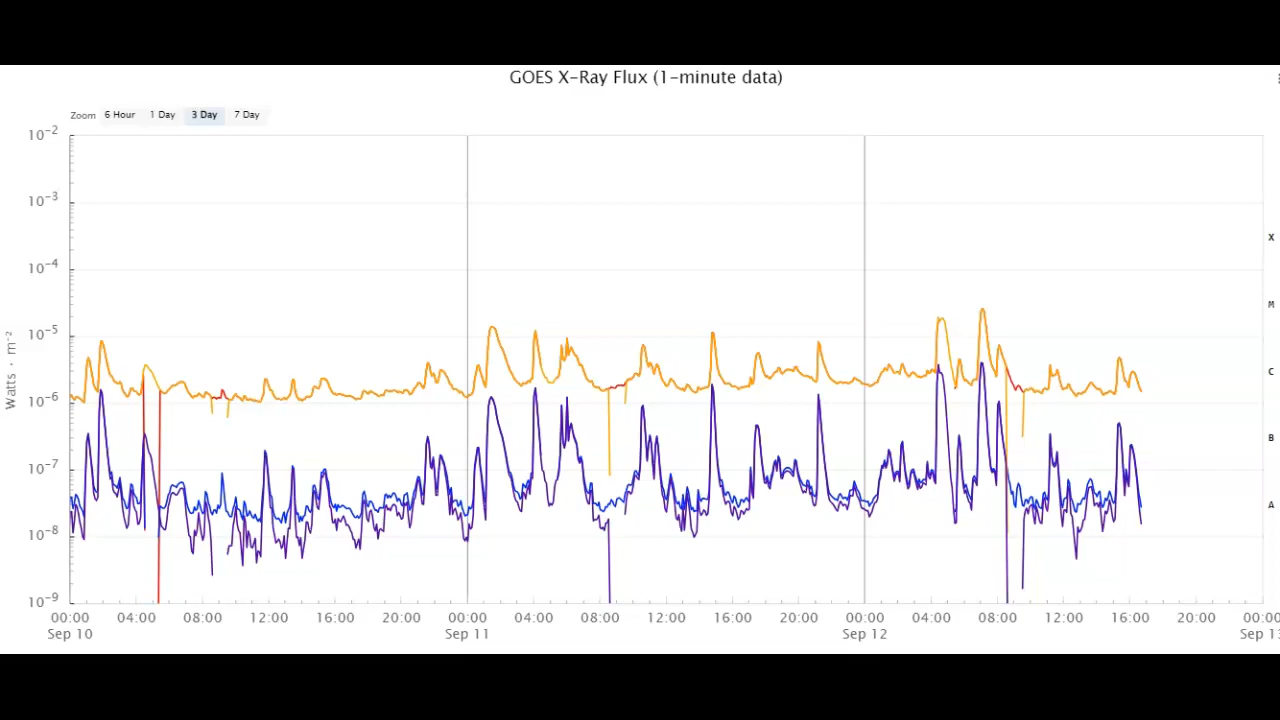 GOES X-Ray Flux (1-minute data)
Zoom 6 Hour 1 Day 3 Day 7 Day
10-2
10-3
10-4
10-5
10-6
10-7
10-8
10-9
Watts · m-2
X
M
C
B
A
00:00 04:00 08:00 12:00 16:00 20:00 00:00 04:00 08:00 12:00 16:00 20:00 00:00 04:00 08:00 12:00 16:00 20:00 00:00
Sep 10 Sep 11 Sep 12 Sep 13